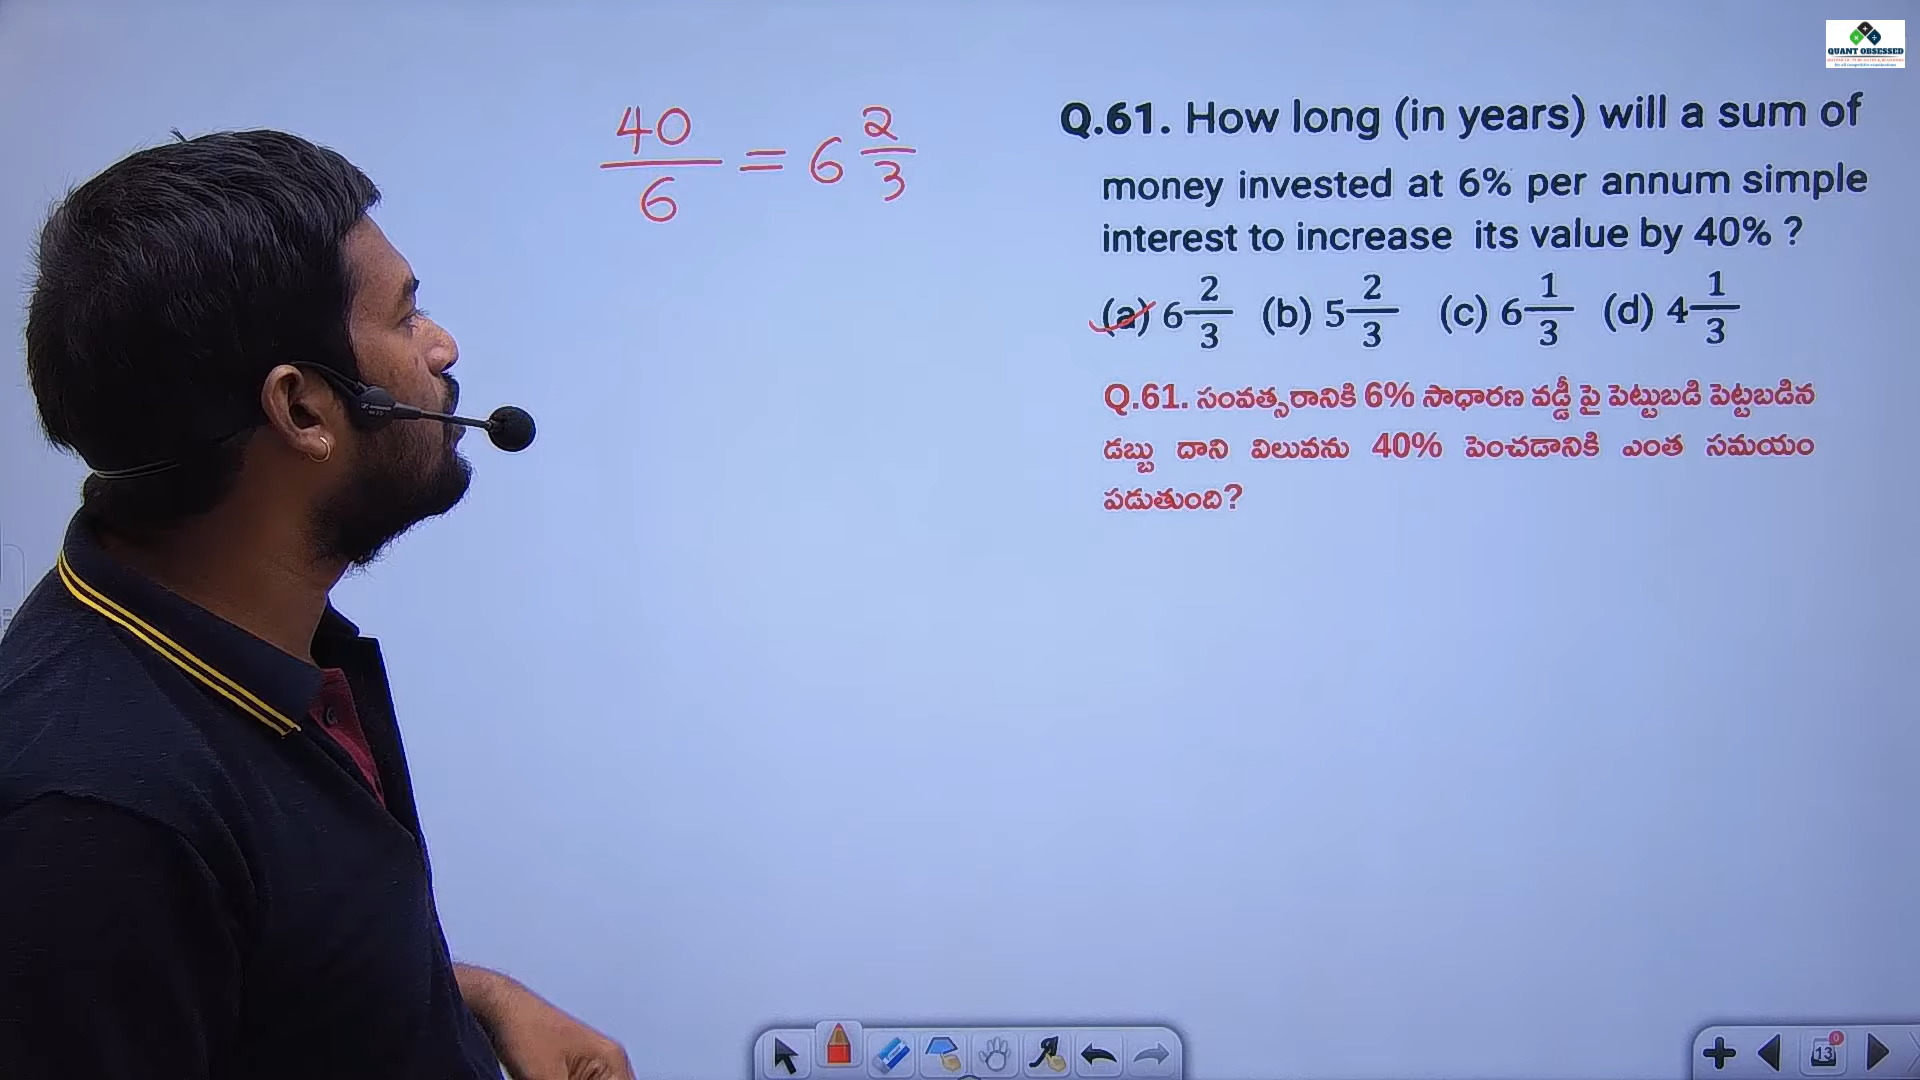 QUANT OBSESSED
40/6 = 6 2/3
Q.61. How long (in years) will a sum of
money invested at 6% per annum simple
interest to increase its value by 40% ?
(a) 6 2/3 (b) 5 2/3 (c) 6 1/3 (d) 4 1/3
Q.61. సంవత్సరానికి 6% సాధారణ వడ్డీ పై పెట్టుబడి పెట్టబడిన
డబ్బు దాని విలువను 40% పెంచడానికి ఎంత సమయం
పడుతుంది?
13